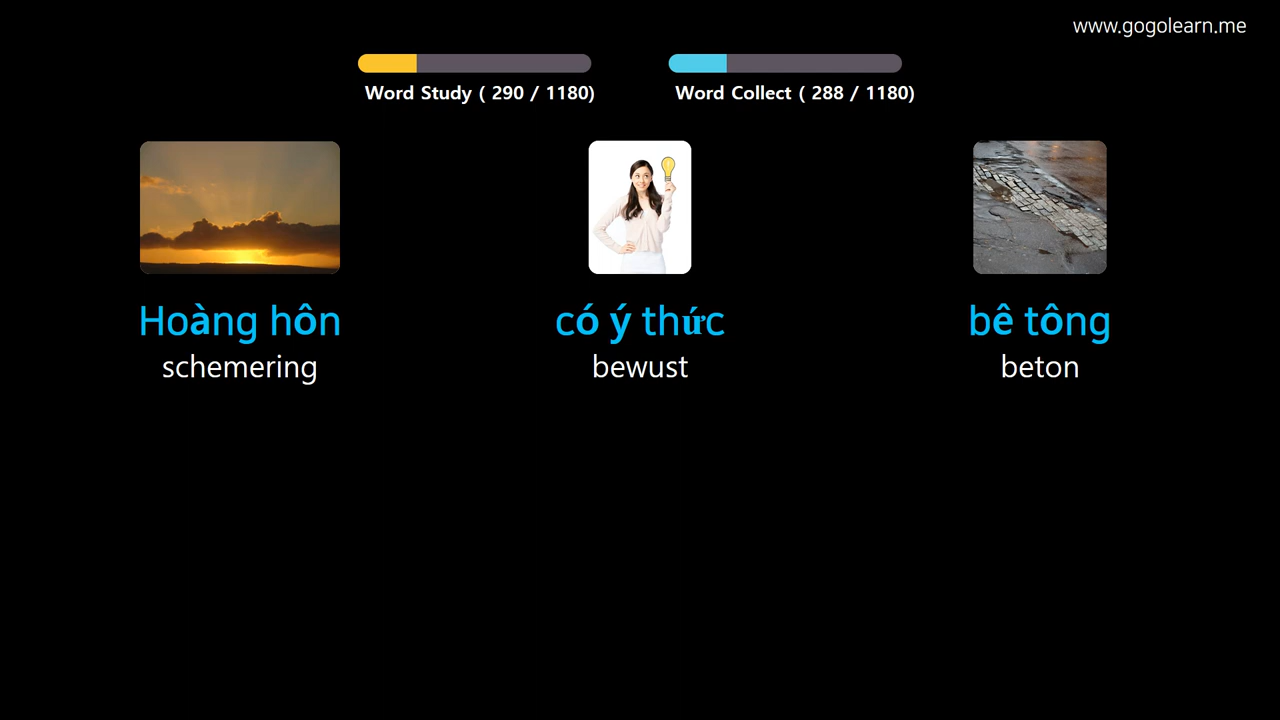 www.gogolearn.me
Word Study ( 290 / 1180)
Word Collect ( 288 / 1180)
Hoàng hôn
schemering
có ý thức
bewust
bê tông
beton